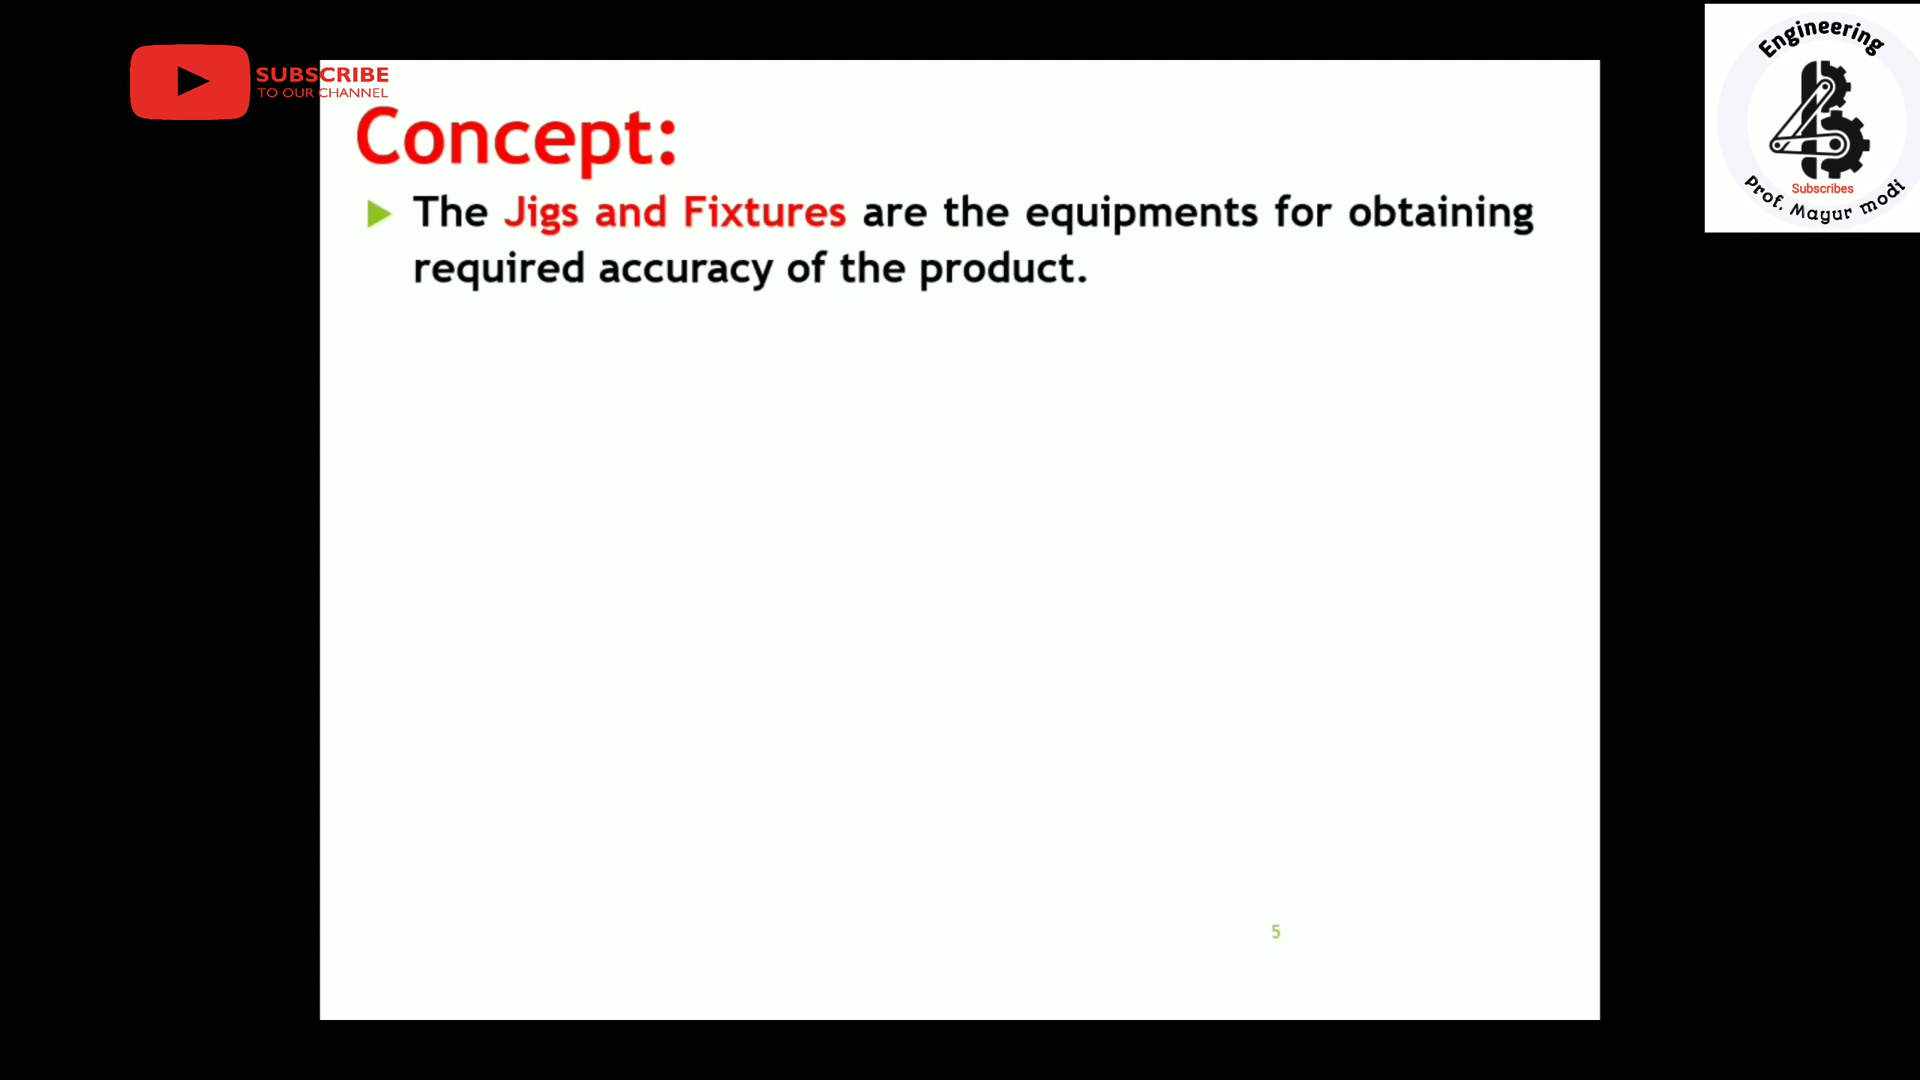 SUBSCRIBE
TO OUR CHANNEL
Engineering
Subscribes
Prof. Mayur modi
Concept:
The Jigs and Fixtures are the equipments for obtaining
required accuracy of the product.
5